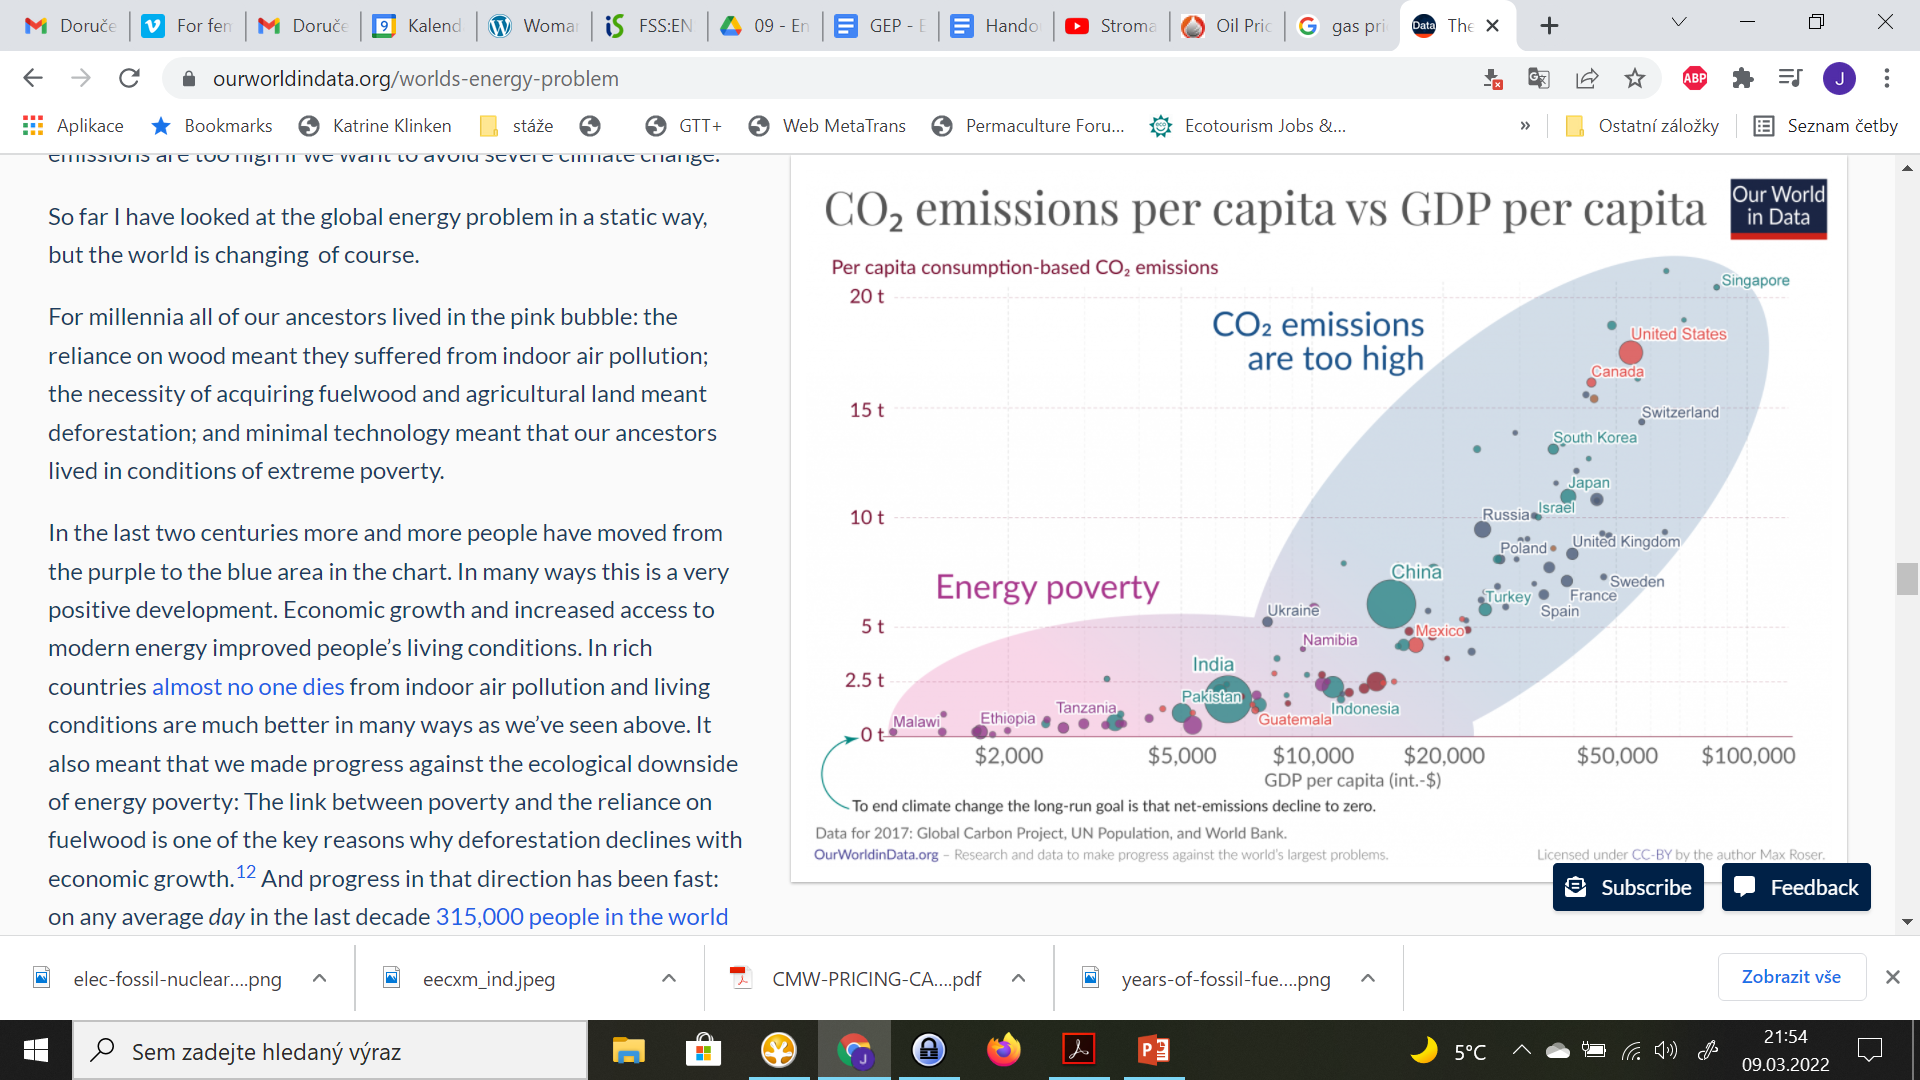 Doruče
For fem
Doruče
Kalend
Woman
FSS:EN
09 - En
GEP - E
Hando
Stroma
Oil Pric
gas pri
The
ourworldindata.org/worlds-energy-problem
ABP
J
Aplikace
Bookmarks
Katrine Klinken
stáže
GTT+
Web MetaTrans
Permaculture Foru...
Ecotourism Jobs &...
»
Ostatní záložky
Seznam četby
emissions are too high if we want to avoid severe climate change.
So far I have looked at the global energy problem in a static way,
but the world is changing of course.
For millennia all of our ancestors lived in the pink bubble: the
reliance on wood meant they suffered from indoor air pollution;
the necessity of acquiring fuelwood and agricultural land meant
deforestation; and minimal technology meant that our ancestors
lived in conditions of extreme poverty.
In the last two centuries more and more people have moved from
the purple to the blue area in the chart. In many ways this is a very
positive development. Economic growth and increased access to
modern energy improved people's living conditions. In rich
countries almost no one dies from indoor air pollution and living
conditions are much better in many ways as we've seen above. It
also meant that we made progress against the ecological downside
of energy poverty: The link between poverty and the reliance on
fuelwood is one of the key reasons why deforestation declines with
economic growth.12 And progress in that direction has been fast:
on any average day in the last decade 315,000 people in the world
CO₂ emissions per capita vs GDP per capita
Our World
in Data
Per capita consumption-based CO₂ emissions
20 t
15 t
10 t
5 t
2.5 t
0 t
CO₂ emissions
are too high
Energy poverty
Singapore
United States
Canada
Switzerland
South Korea
Japan
Israel
Russia
Poland
United Kingdom
China
Sweden
Turkey
France
Spain
Ukraine
Mexico
Namibia
India
Pakistan
Indonesia
Guatemala
Tanzania
Ethiopia
Malawi
$2,000
$5,000
$10,000
$20,000
$50,000
$100,000
GDP per capita (int.-$)
To end climate change the long-run goal is that net-emissions decline to zero.
Data for 2017: Global Carbon Project, UN Population, and World Bank.
OurWorldinData.org – Research and data to make progress against the world's largest problems.
Licensed under CC-BY by the author Max Roser.
Subscribe
Feedback
elec-fossil-nuclear....png
eecxm_ind.jpeg
CMW-PRICING-CA....pdf
years-of-fossil-fue....png
Zobrazit vše
Sem zadejte hledaný výraz
5°C
21:54
09.03.2022